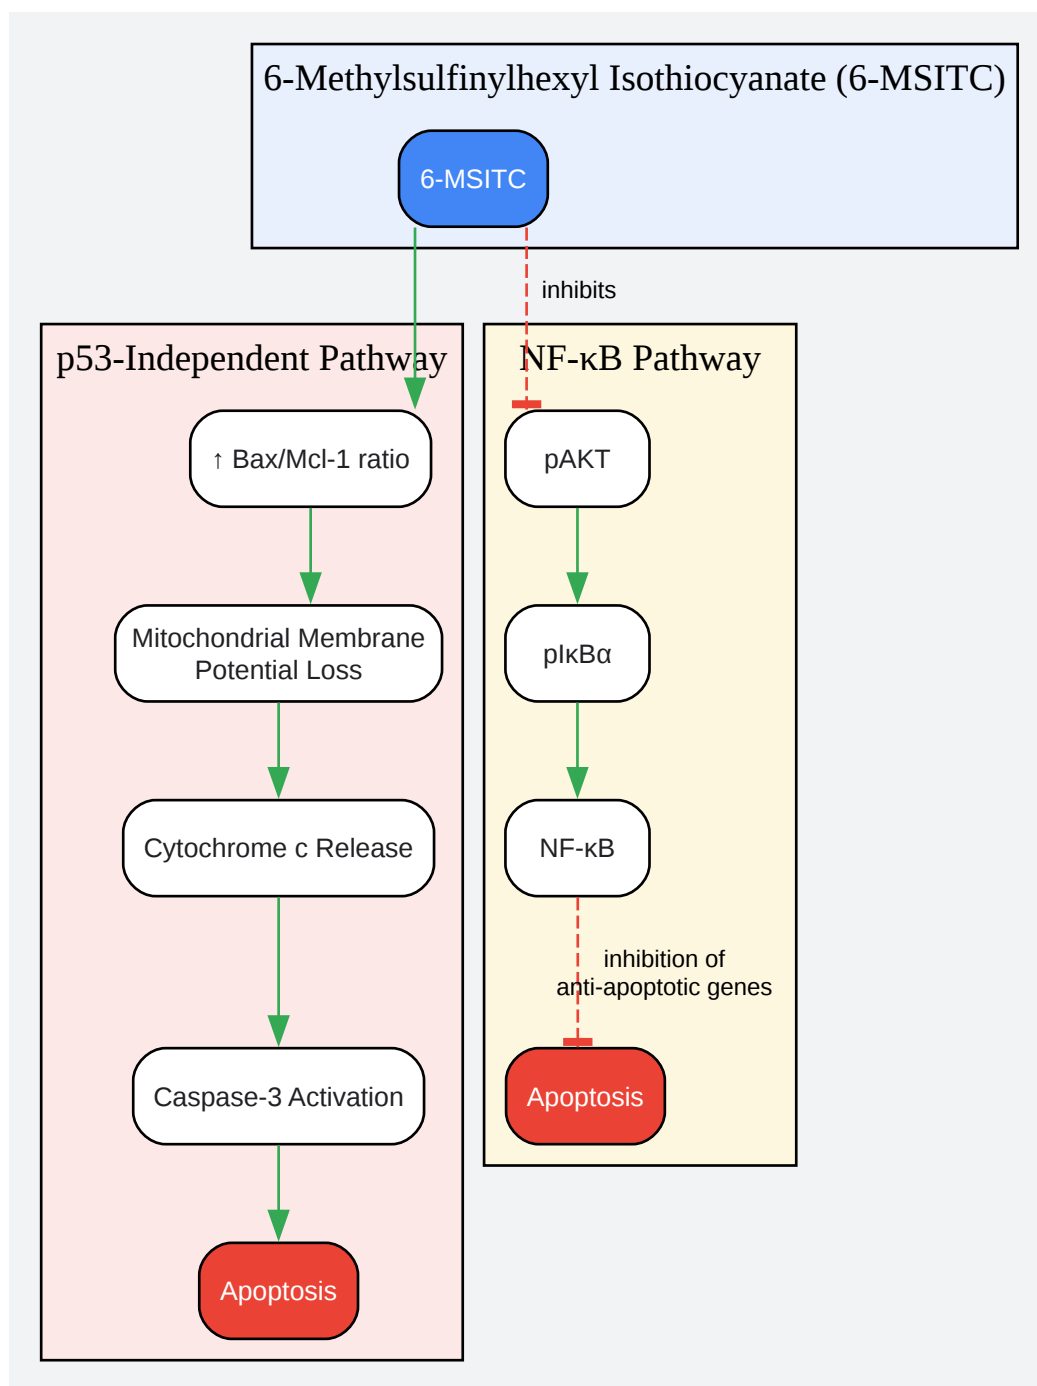 6-Methylsulfinylhexyl Isothiocyanate (6-MSITC)
6-MSITC
inhibits
p53-Independent Pathway
↑ Bax/Mcl-1 ratio
Mitochondrial Membrane
Potential Loss
Cytochrome c Release
Caspase-3 Activation
Apoptosis
NF-κB Pathway
pAKT
pIκBα
NF-κB
inhibition of
anti-apoptotic genes
Apoptosis